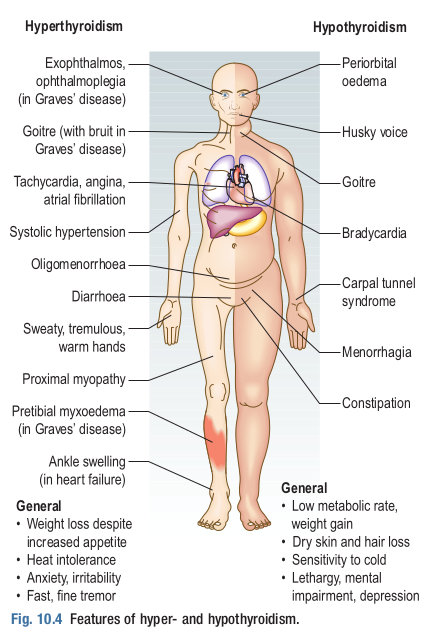 Hyperthyroidism
Exophthalmos,
ophthalmoplegia
(in Graves' disease)
Goitre (with bruit in
Graves' disease)
Tachycardia, angina,
atrial fibrillation
Systolic hypertension
Oligomenorrhoea
Diarrhoea
Sweaty, tremulous,
warm hands
Proximal myopathy
Pretibial myxoedema
(in Graves' disease)
Ankle swelling
(in heart failure)
General
• Weight loss despite
increased appetite
• Heat intolerance
• Anxiety, irritability
• Fast, fine tremor
Hypothyroidism
Periorbital
oedema
Husky voice
Goitre
Bradycardia
Carpal tunnel
syndrome
Menorrhagia
Constipation
General
• Low metabolic rate,
weight gain
• Dry skin and hair loss
• Sensitivity to cold
• Lethargy, mental
impairment, depression
Fig. 10.4 Features of hyper- and hypothyroidism.